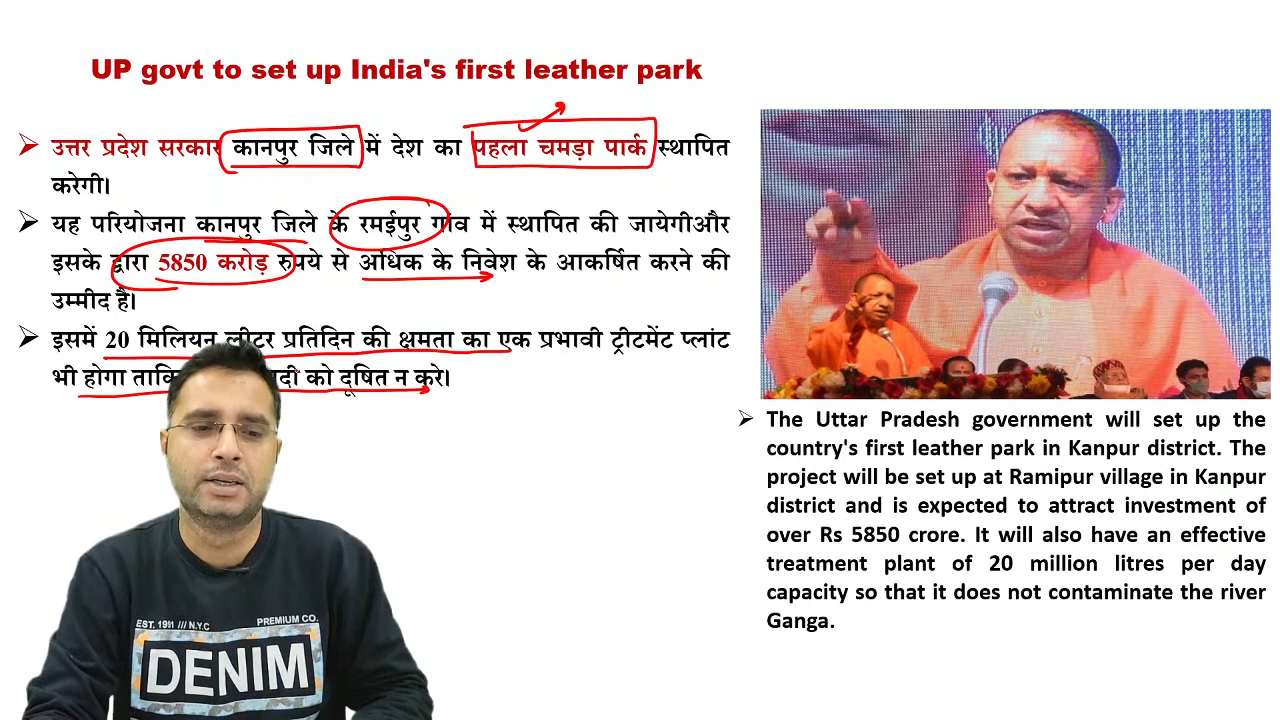 UP govt to set up India's first leather park
उत्तर प्रदेश सरकार कानपुर जिले में देश का पहला चमड़ा पार्क स्थापित
करेगी।
यह परियोजना कानपुर जिले के रमईपुर गांव में स्थापित की जायेगीऔर
इसके द्वारा 5850 करोड़ रुपये से अधिक के निवेश के आकर्षित करने की
उम्मीद है।
इसमें 20 मिलियन लीटर प्रतिदिन की क्षमता का एक प्रभावी ट्रीटमेंट प्लांट
भी होगा ताकि को दूषित न करे।
The Uttar Pradesh government will set up the
country's first leather park in Kanpur district. The
project will be set up at Ramipur village in Kanpur
district and is expected to attract investment of
over Rs 5850 crore. It will also have an effective
treatment plant of 20 million litres per day
capacity so that it does not contaminate the river
Ganga.
EST. 1991 /// N.Y.C PREMIUM CO.
DENIM